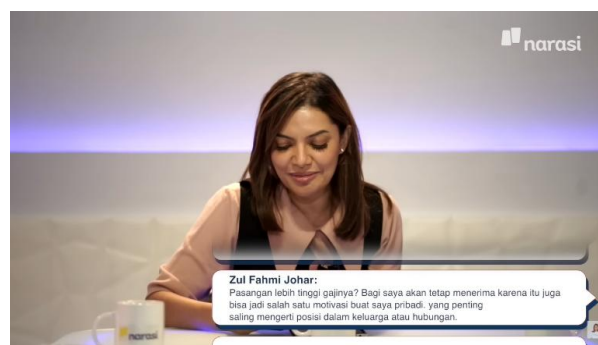 narasi
Zul Fahmi Johar:
Pasangan lebih tinggi gajinya? Bagi saya akan tetap menerima karena itu juga
bisa jadi salah satu motivasi buat saya pribadi. yang penting
saling mengerti posisi dalam keluarga atau hubungan.
narasi